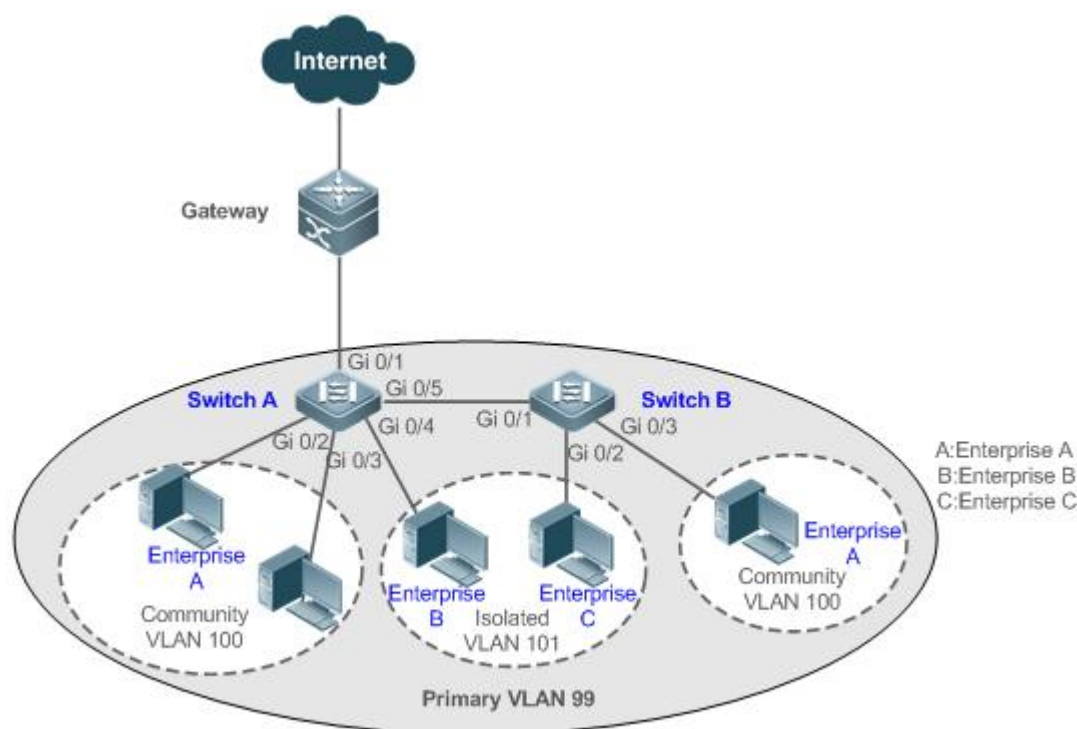 Internet
Gateway
Gi 0/1
Switch A
Gi 0/5
Switch B
Gi 0/4
Gi 0/1
Gi 0/3
Gi 0/2
Gi 0/3
Gi 0/2
A:Enterprise A
B:Enterprise B
C:Enterprise C
Enterprise
A
Community
VLAN 100
Enterprise
B
Isolated
VLAN 101
Enterprise
C
Enterprise
A
Community
VLAN 100
Primary VLAN 99